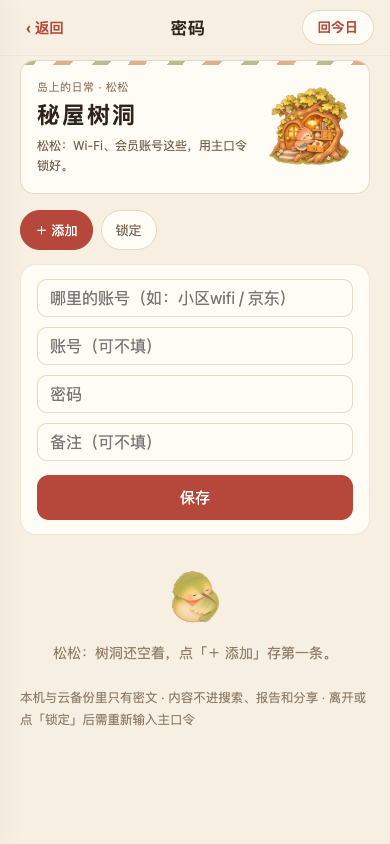 ‹ 返回
密码
回今日
岛上的日常 · 松松
秘屋树洞
松松：Wi-Fi、会员账号这些，用主口令
锁好。
＋ 添加
锁定
哪里的账号（如：小区wifi / 京东）
账号（可不填）
密码
备注（可不填）
保存
松松：树洞还空着，点「＋ 添加」存第一条。
本机与云备份里只有密文 · 内容不进搜索、报告和分享 · 离开或
点「锁定」后需重新输入主口令